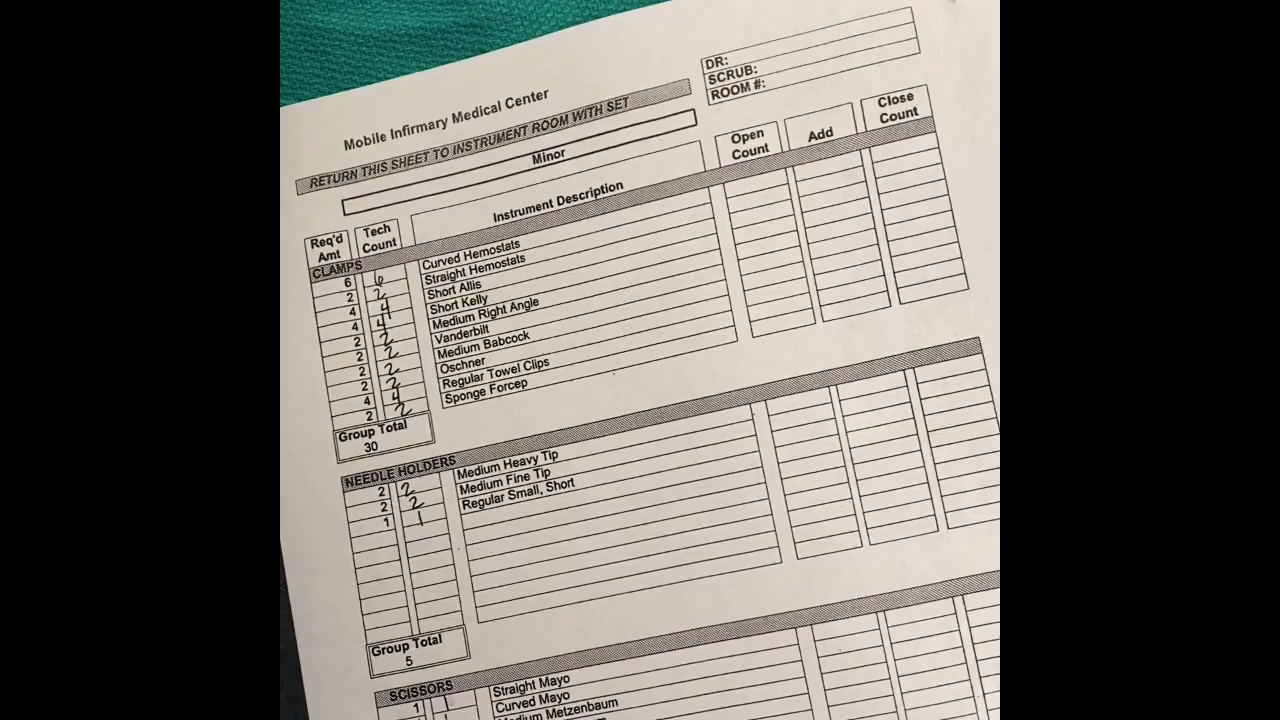 DR:
SCRUB:
ROOM #:
Mobile Infirmary Medical Center
RETURN THIS SHEET TO INSTRUMENT ROOM WITH SET
Minor
Req'd Amt Tech Count Instrument Description Open Count Add Close Count
CLAMPS
6 6 Curved Hemostats
2 2 Straight Hemostats
4 4 Short Allis
4 4 Short Kelly
2 2 Medium Right Angle
2 2 Vanderbilt
2 2 Medium Babcock
2 2 Oschner
4 4 Regular Towel Clips
2 2 Sponge Forcep
Group Total
30
NEEDLE HOLDERS
2 2 Medium Heavy Tip
2 2 Medium Fine Tip
1 1 Regular Small, Short
Group Total
5
SCISSORS
1 1 Straight Mayo
Curved Mayo
Medium Metzenbaum